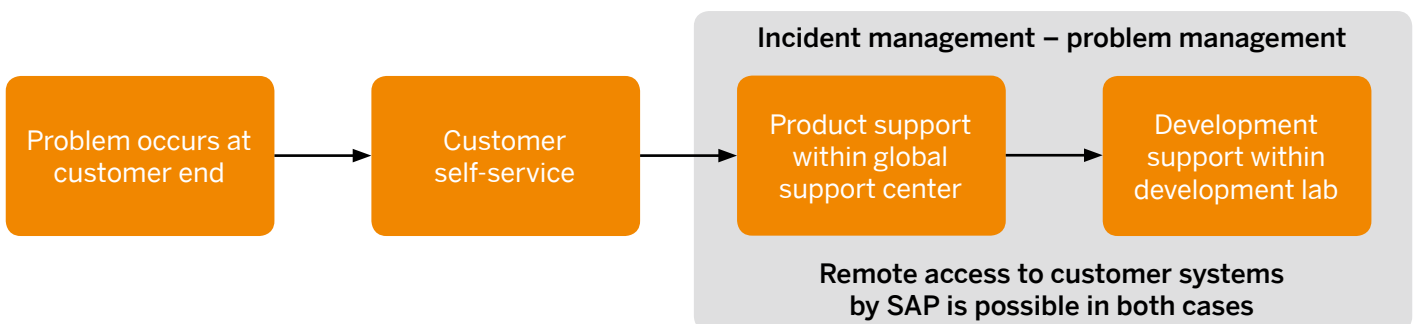 Incident management – problem management
Problem occurs at
customer end
Customer
self-service
Product support
within global
support center
Development
support within
development lab
Remote access to customer systems
by SAP is possible in both cases